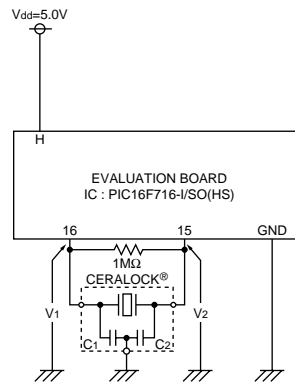 Vdd=5.0V
H
EVALUATION BOARD
IC : PIC16F716-I/SO(HS)
16 15 GND
1MΩ
CERALOCK®
V1 V2
C1 C2